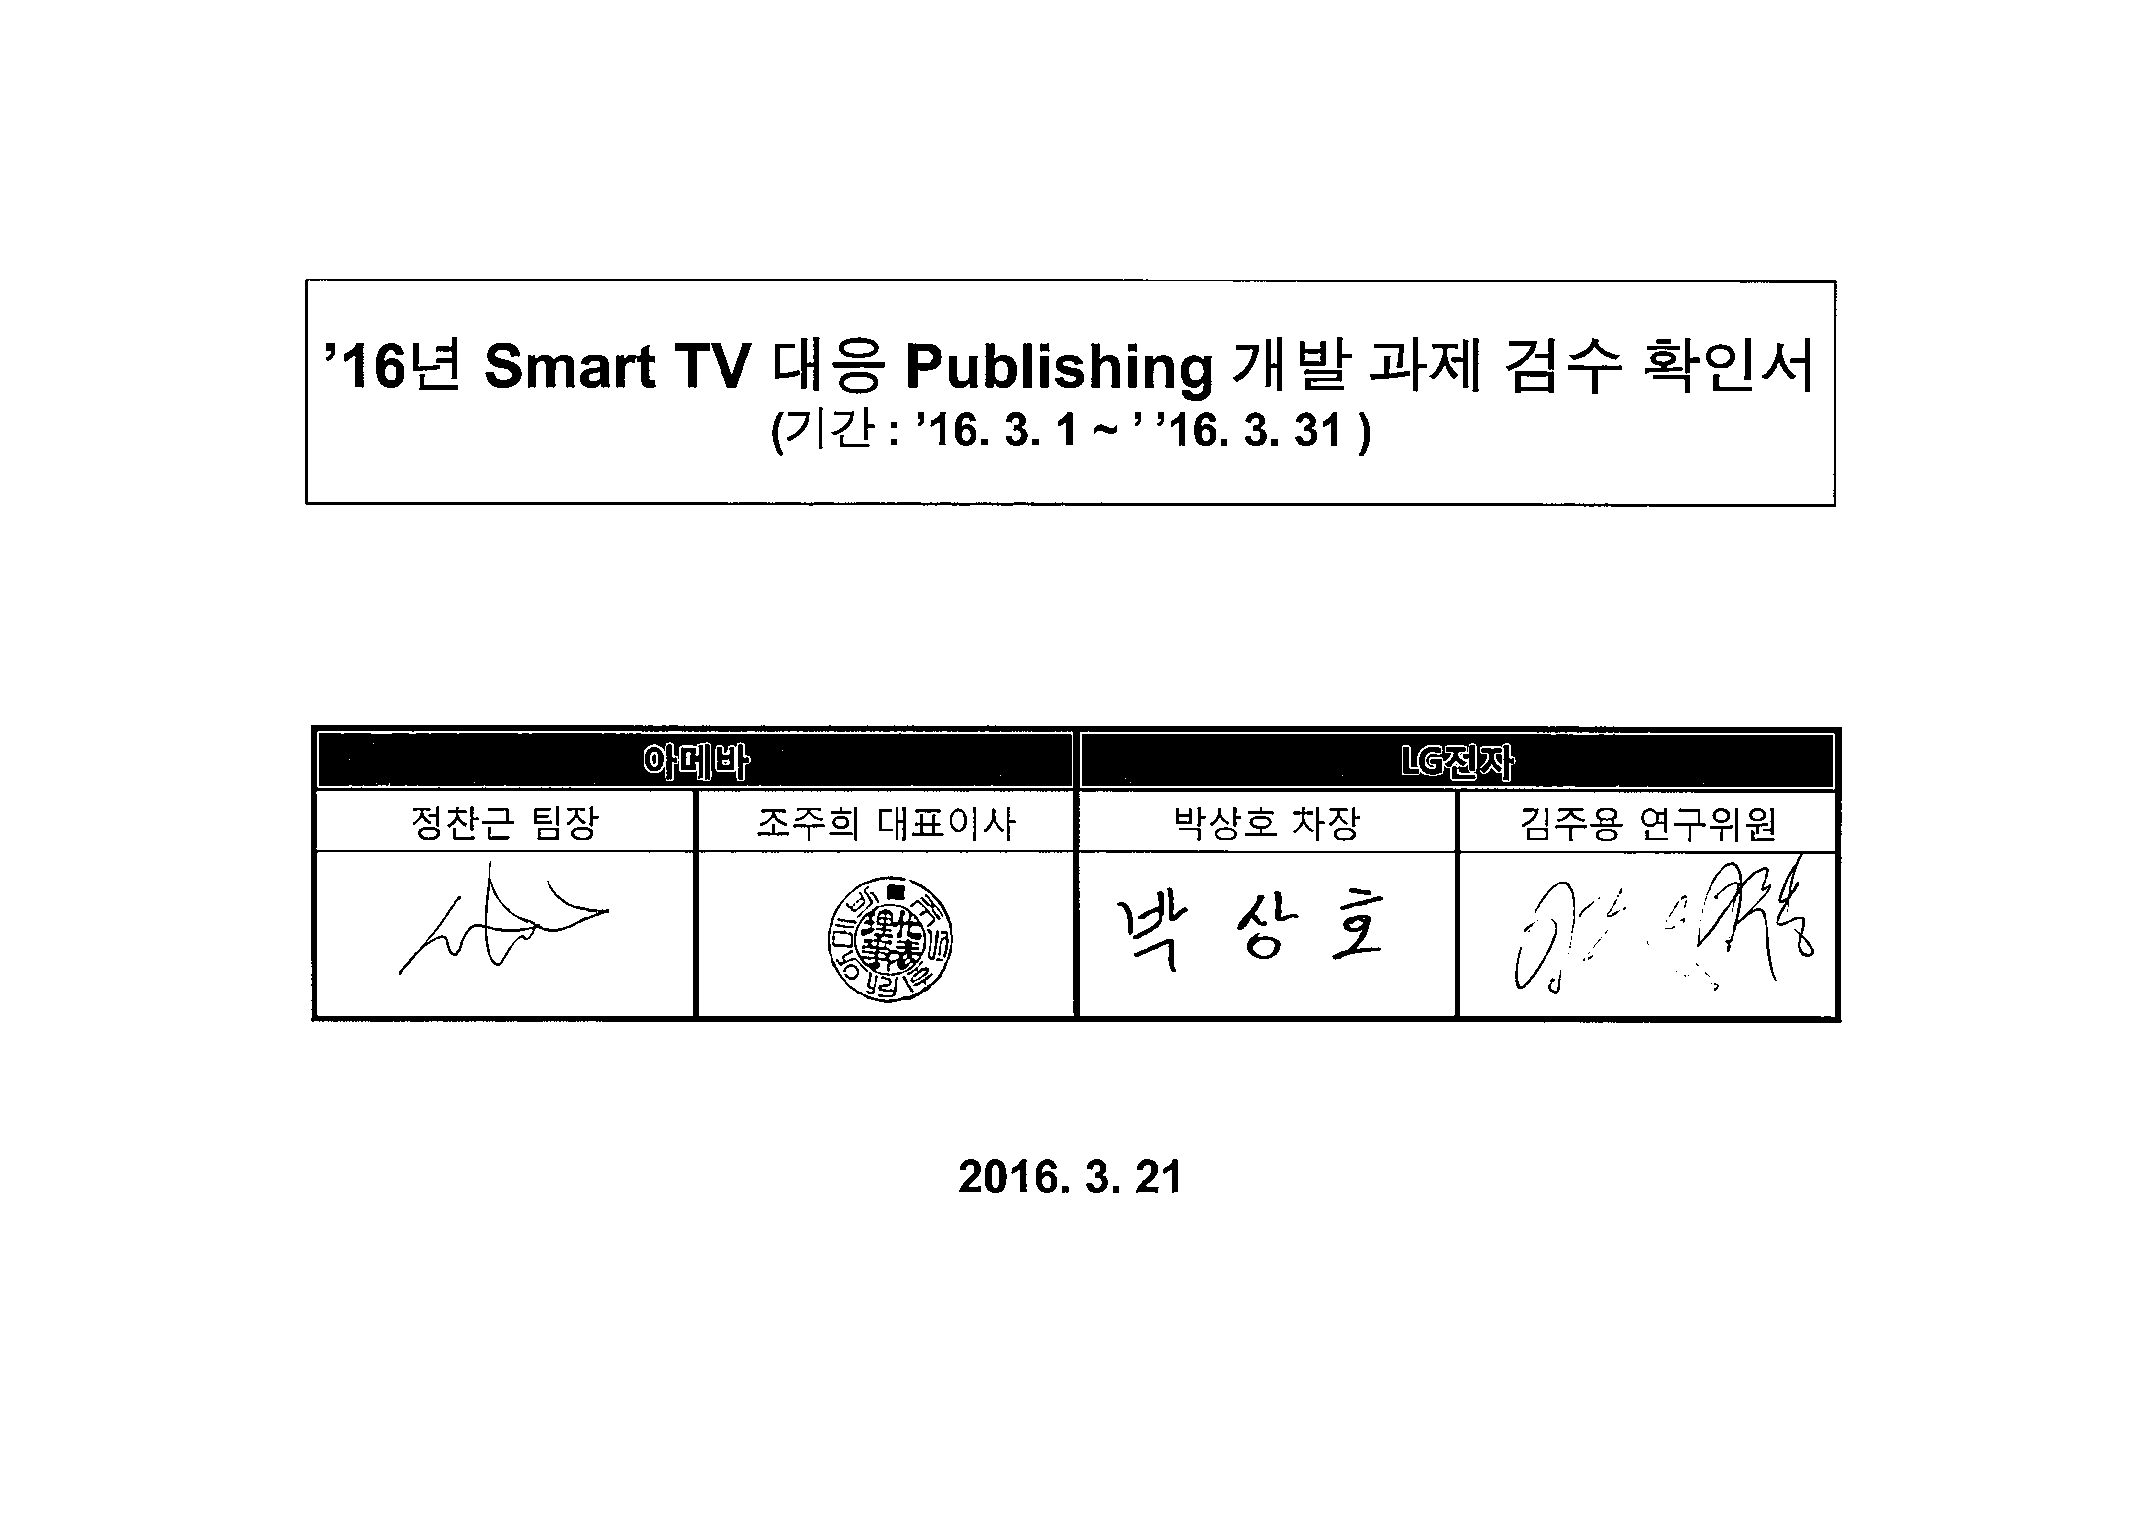 ’16년 Smart TV 대응 Publishing 개발 과제 검수 확인서
(기간 : ’16. 3. 1 ~ ’ ’16. 3. 31 )
아메바 LG전자
정찬근 팀장 조주희 대표이사 박상호 차장 김주용 연구위원
박 상 호
2016. 3. 21